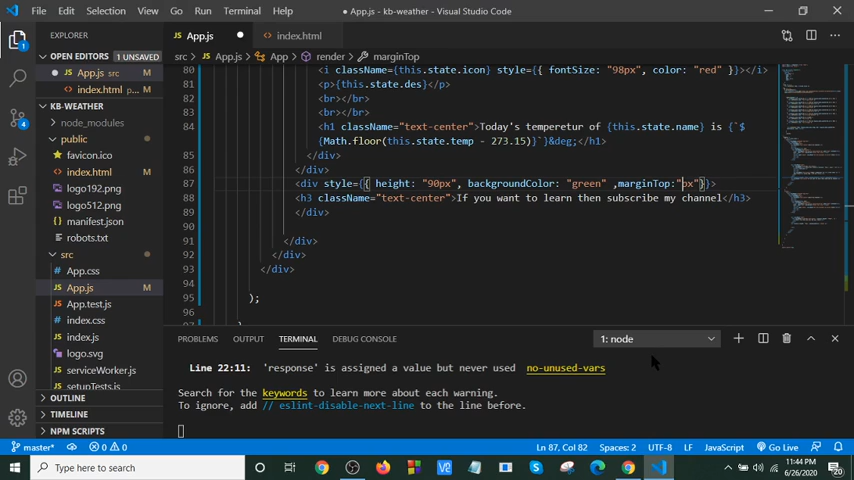 File Edit Selection View Go Run Terminal Help ● App.js - kb-weather - Visual Studio Code
EXPLORER
OPEN EDITORS 1 UNSAVED
● JS App.js src M
index.html p... M
KB-WEATHER
node_modules
public
favicon.ico
index.html M
logo192.png
logo512.png
manifest.json
robots.txt
src
App.css
JS App.js M
JS App.test.js
index.css
JS index.js
logo.svg
JS serviceWorker.js
JS setupTests.js
OUTLINE
TIMELINE
NPM SCRIPTS
JS App.js ● index.html
src > JS App.js > App > render > marginTop
80 <i className={this.state.icon} style={{ fontSize: "98px", color: "red" }}></i>
81 <p>{this.state.des}</p>
82 <br></br>
83 <br></br>
84 <h1 className="text-center">Today's temperetur of {this.state.name} is {`$
{Math.floor(this.state.temp - 273.15)}`}&deg;</h1>
85 </div>
86 </div>
87 <div style={{ height: "90px", backgroundColor: "green" ,marginTop:"px"}}>
88 <h3 className="text-center">If you want to learn then subscribe my channel</h3>
89 </div>
90
91 </div>
92 </div>
93 </div>
94
95 );
96 }
PROBLEMS OUTPUT TERMINAL DEBUG CONSOLE 1: node
Line 22:11: 'response' is assigned a value but never used no-unused-vars
Search for the keywords to learn more about each warning.
To ignore, add // eslint-disable-next-line to the line before.
master* 0 0 Ln 87, Col 82 Spaces: 2 UTF-8 LF JavaScript Go Live
Type here to search
11:44 PM
6/26/2020
20